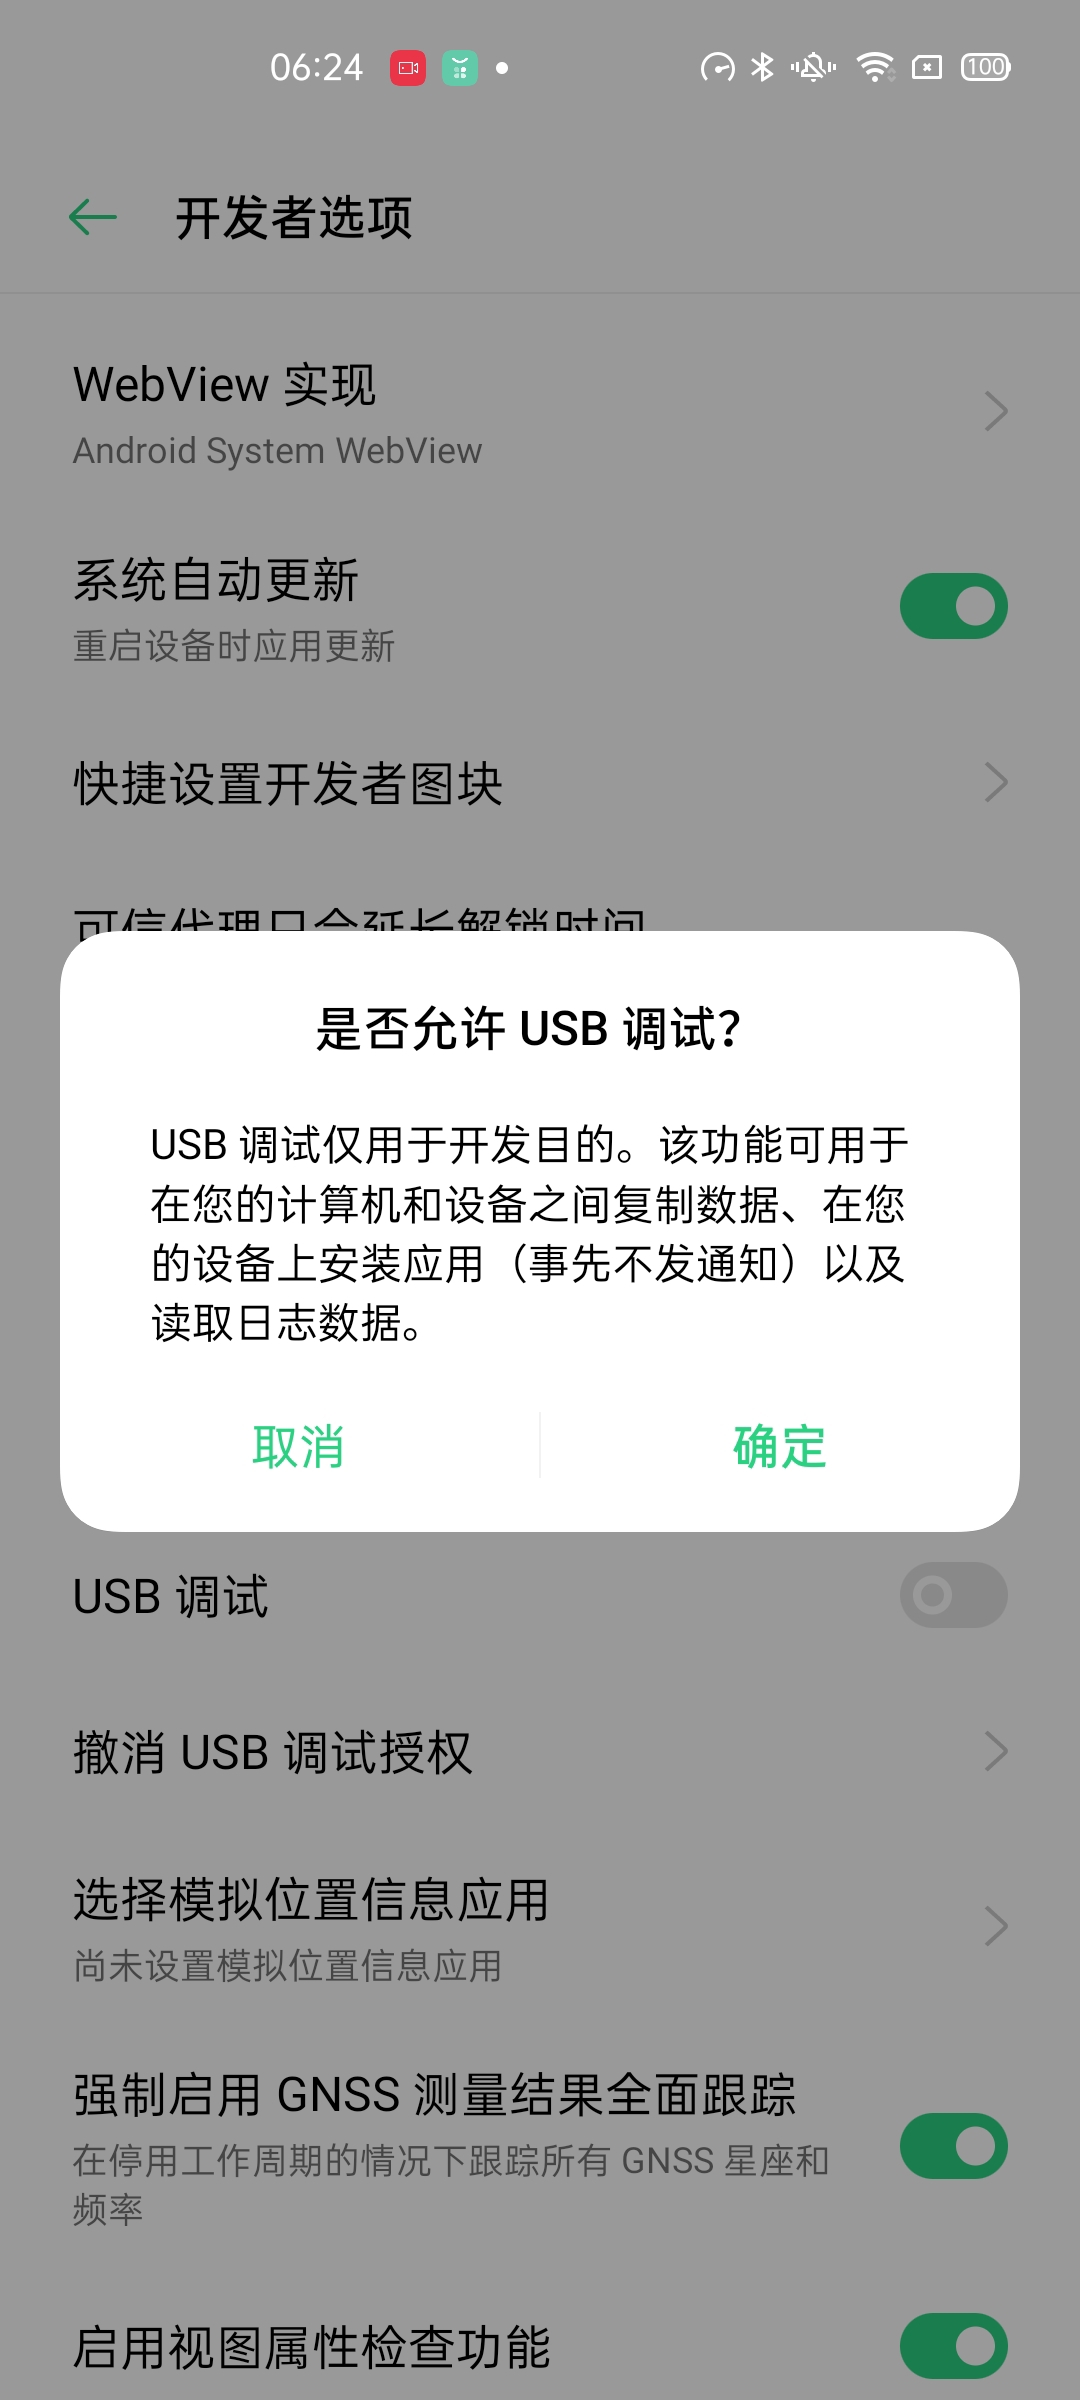 06:24
100
开发者选项
WebView 实现
Android System WebView
系统自动更新
重启设备时应用更新
快捷设置开发者图块
可信代理只会延长解锁时间
是否允许 USB 调试？
USB 调试仅用于开发目的。该功能可用于
在您的计算机和设备之间复制数据、在您
的设备上安装应用（事先不发通知）以及
读取日志数据。
取消
确定
USB 调试
撤消 USB 调试授权
选择模拟位置信息应用
尚未设置模拟位置信息应用
强制启用 GNSS 测量结果全面跟踪
在停用工作周期的情况下跟踪所有 GNSS 星座和
频率
启用视图属性检查功能